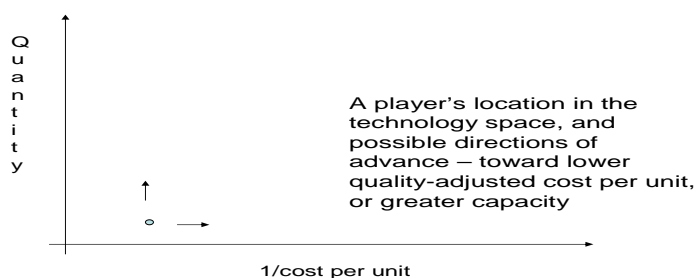 Quantity
A player's location in the
technology space, and
possible directions of
advance – toward lower
quality-adjusted cost per unit,
or greater capacity
1/cost per unit